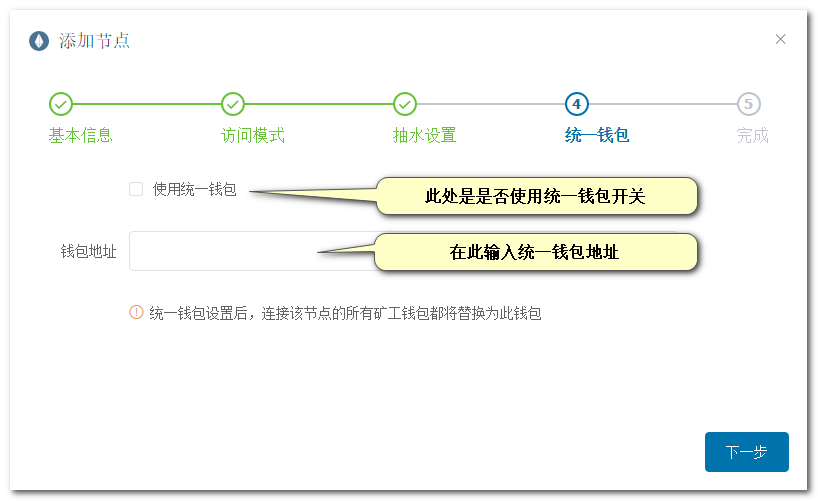 添加节点
4
5
基本信息
访问模式
抽水设置
统一钱包
完成
使用统一钱包
此处是是否使用统一钱包开关
钱包地址
在此输入统一钱包地址
统一钱包设置后，连接该节点的所有矿工钱包都将替换为此钱包
下一步